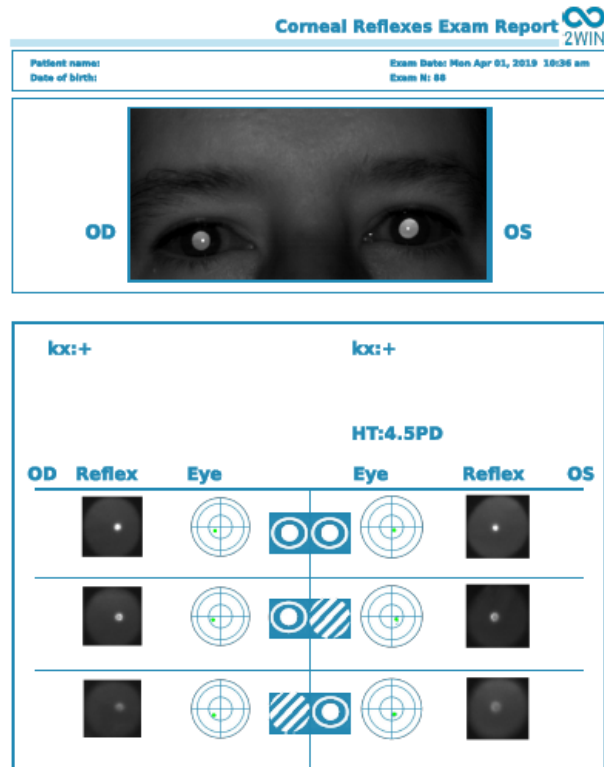 Corneal Reflexes Exam Report
2WIN
Patient name:
Exam Date: Mon Apr 01, 2019 10:36 am
Date of birth:
Exam N: 88
OD
OS
kx:+
kx:+
HT:4.5PD
OD Reflex Eye Eye Reflex OS